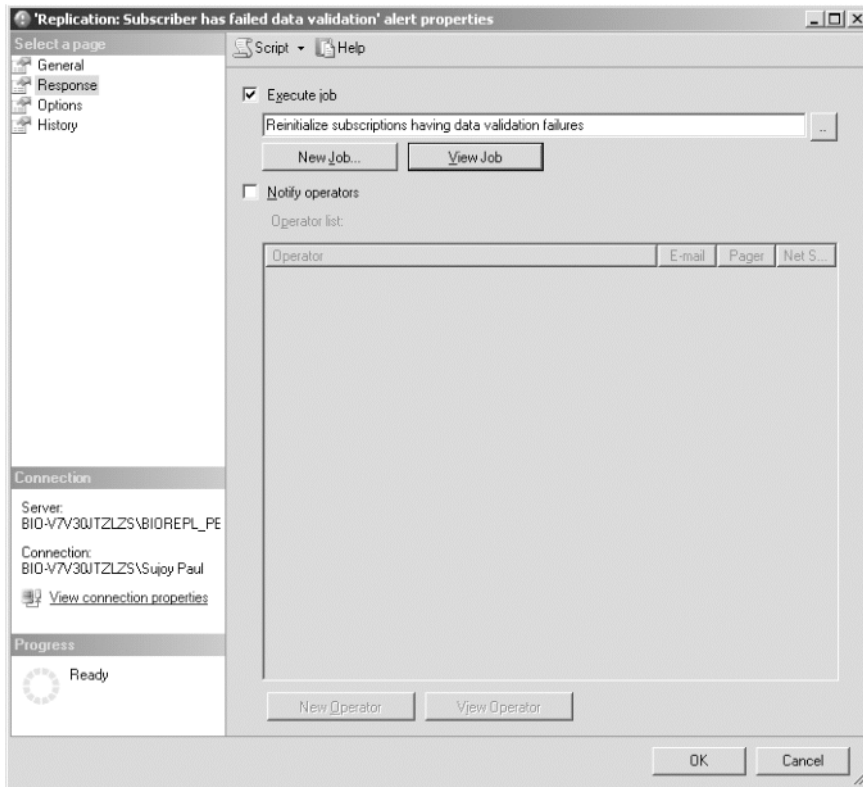 'Replication: Subscriber has failed data validation' alert properties
Select a page
General
Response
Options
History
Script
Help
Execute job
Reinitialize subscriptions having data validation failures
..
New Job...
View Job
Notify operators
Operator list:
Operator
E-mail
Pager
Net S...
Connection
Server:
BIO-V7V30JTZLZS\BIOREPL_PE
Connection:
BIO-V7V30JTZLZS\Sujoy Paul
View connection properties
Progress
Ready
New Operator
View Operator
OK
Cancel